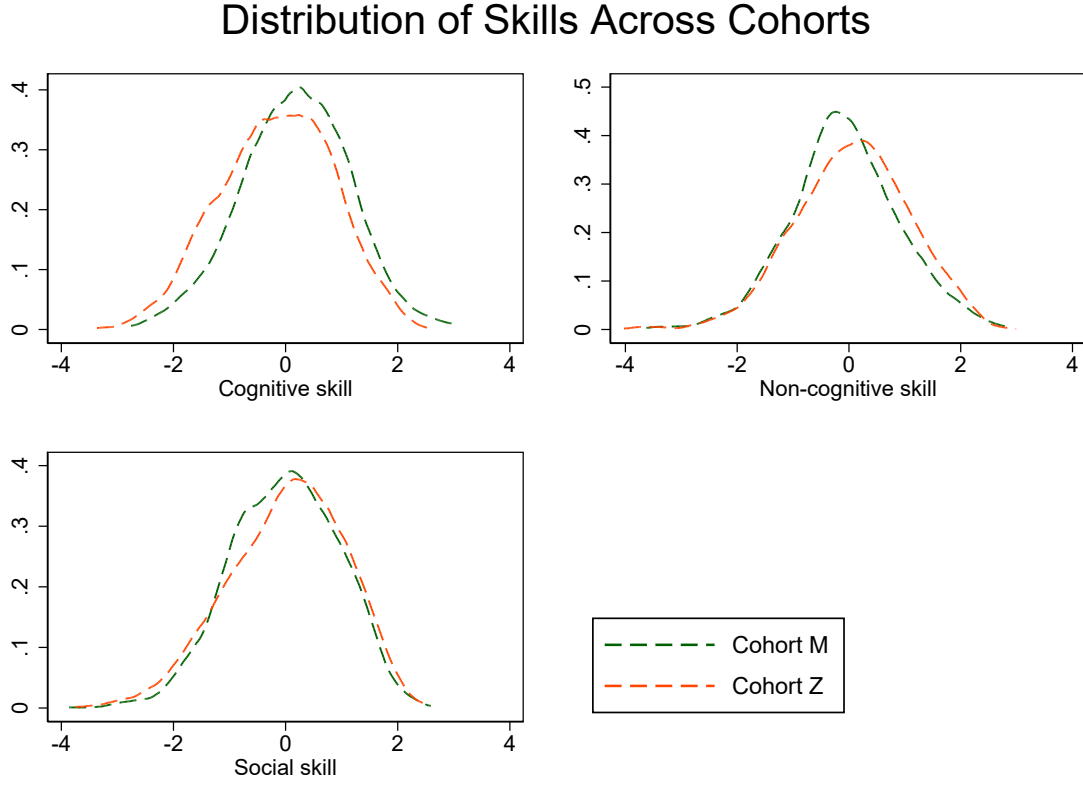 Distribution of Skills Across Cohorts
.4
.3
.2
.1
0
-4 -2 0 2 4
Cognitive skill
.5
.4
.3
.2
.1
0
-4 -2 0 2 4
Non-cognitive skill
.4
.3
.2
.1
0
-4 -2 0 2 4
Social skill
Cohort M
Cohort Z